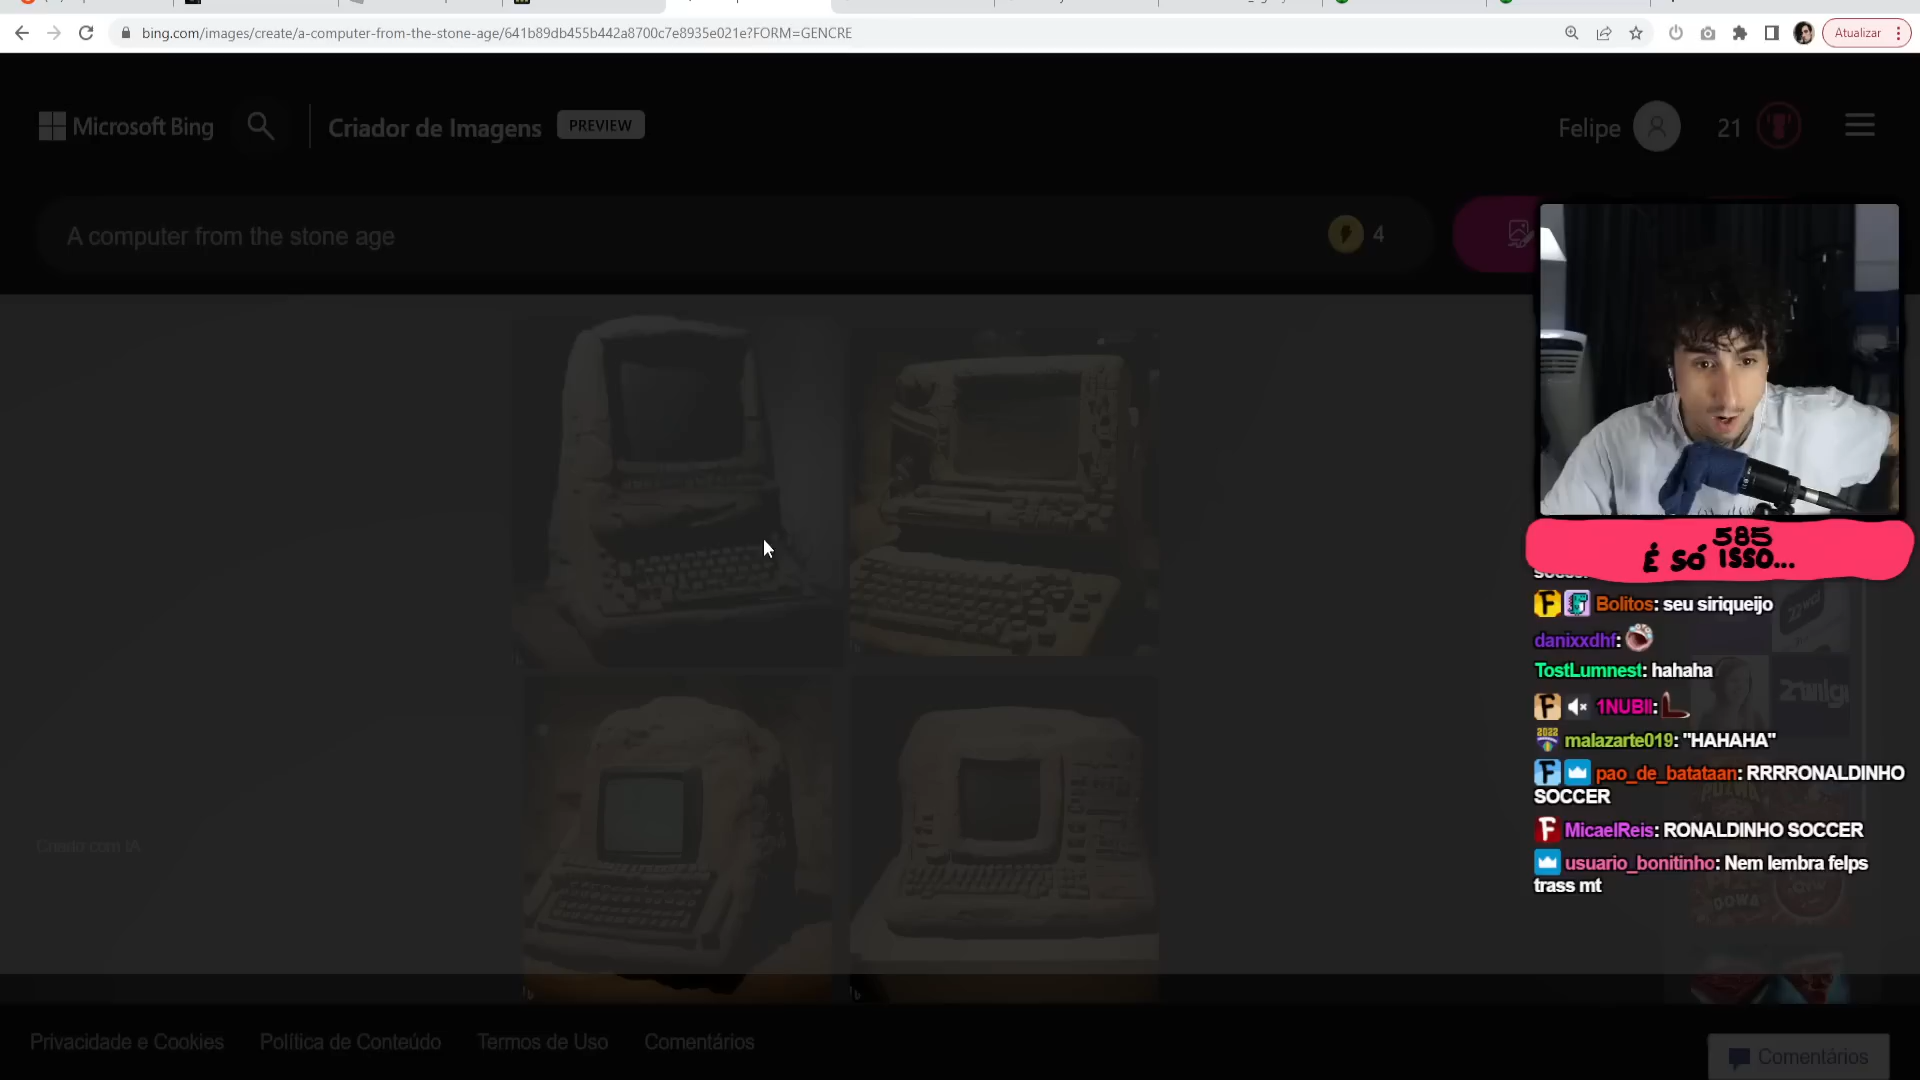 bing.com/images/create/a-computer-from-the-stone-age/641b89db455b442a8700c7e8935e021e?FORM=GENCRE
Atualizar
Microsoft Bing
Criador de Imagens
PREVIEW
Felipe
21
A computer from the stone age
4
585
É SÓ ISSO...
Bolitos: seu siriqueijo
danixxdhf:
TostLumnest: hahaha
1NUBII:
malazarte019: "HAHAHA"
pao_de_batataan: RRRRONALDINHO
SOCCER
MicaelReis: RONALDINHO SOCCER
usuario_bonitinho: Nem lembra felps
trass mt
Criado com IA
Privacidade e Cookies
Política de Conteúdo
Termos de Uso
Comentários
Comentários